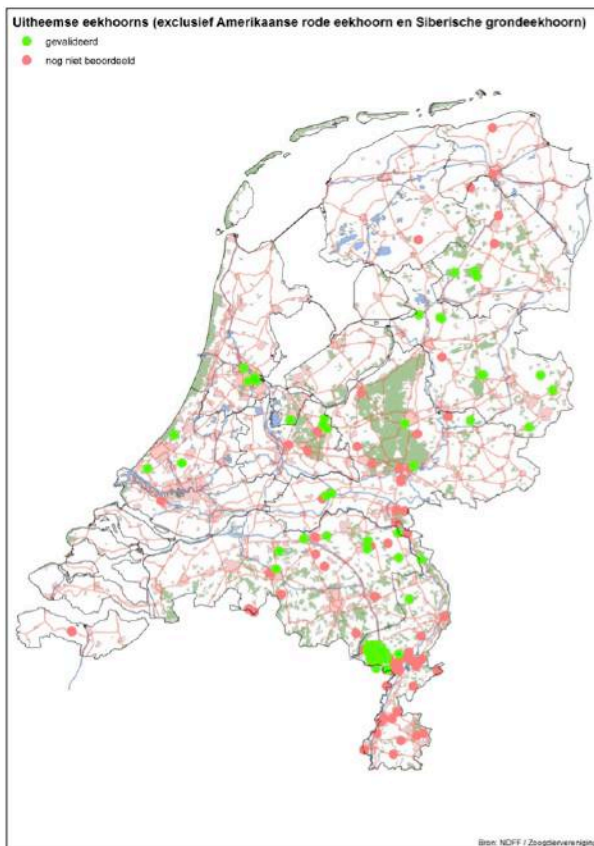 Uitheemse eekhoorns (exclusief Amerikaanse rode eekhoorn en Siberische grondeekhoorn)
gevalideerd
nog niet beoordeeld
Bron: NDFF / Zoogdiervereniging